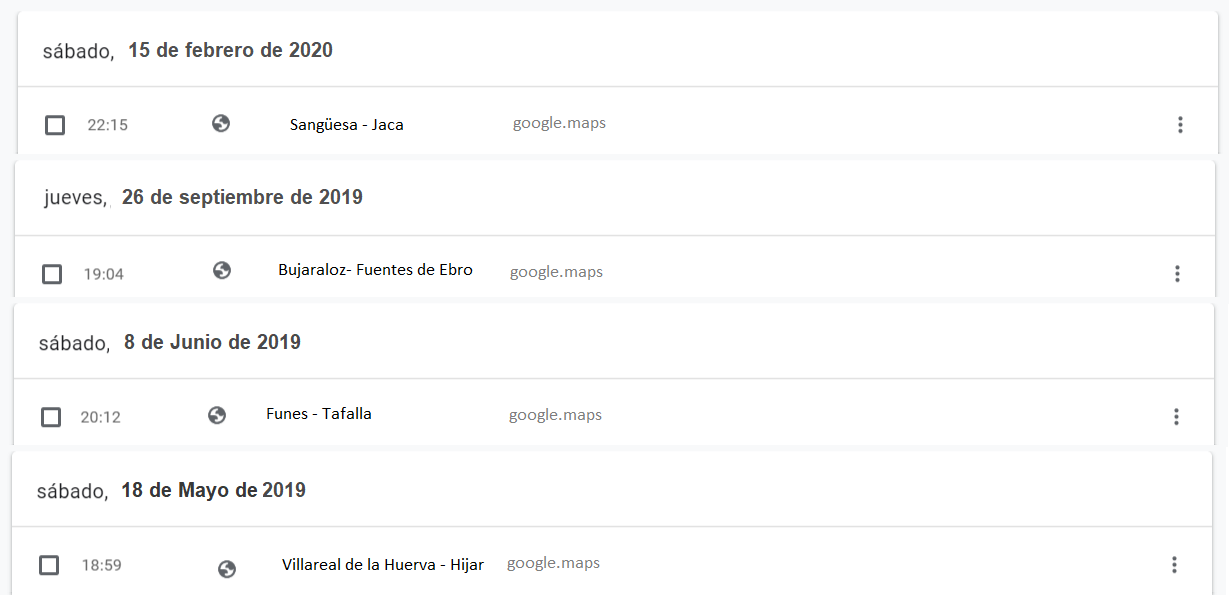 sábado, 15 de febrero de 2020
22:15 Sangüesa - Jaca google.maps
jueves, 26 de septiembre de 2019
19:04 Bujaraloz- Fuentes de Ebro google.maps
sábado, 8 de Junio de 2019
20:12 Funes - Tafalla google.maps
sábado, 18 de Mayo de 2019
18:59 Villareal de la Huerva - Hijar google.maps